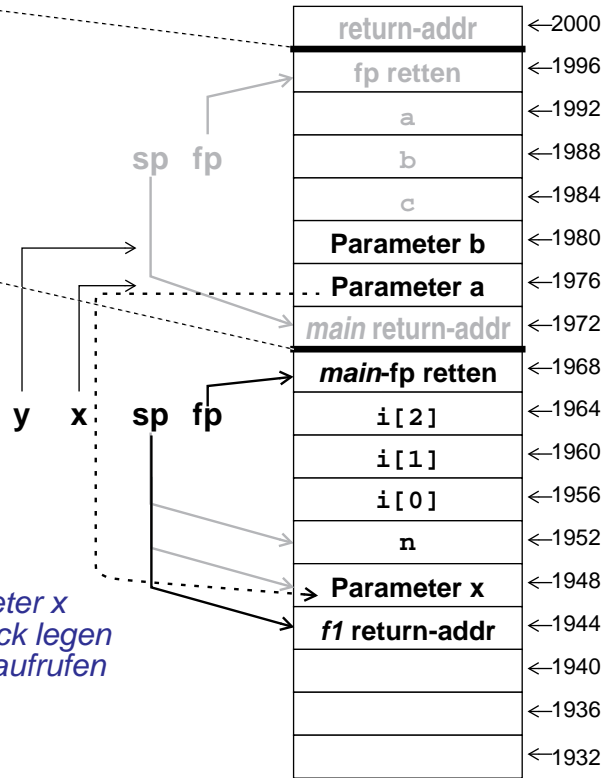 return-addr ←2000
fp retten ←1996
a ←1992
sp fp b ←1988
c ←1984
Parameter b ←1980
Parameter a ←1976
main return-addr ←1972
main-fp retten ←1968
y x sp fp i[2] ←1964
i[1] ←1960
i[0] ←1956
n ←1952
eter x Parameter x ←1948
ck legen f1 return-addr ←1944
aufrufen ←1940
←1936
←1932